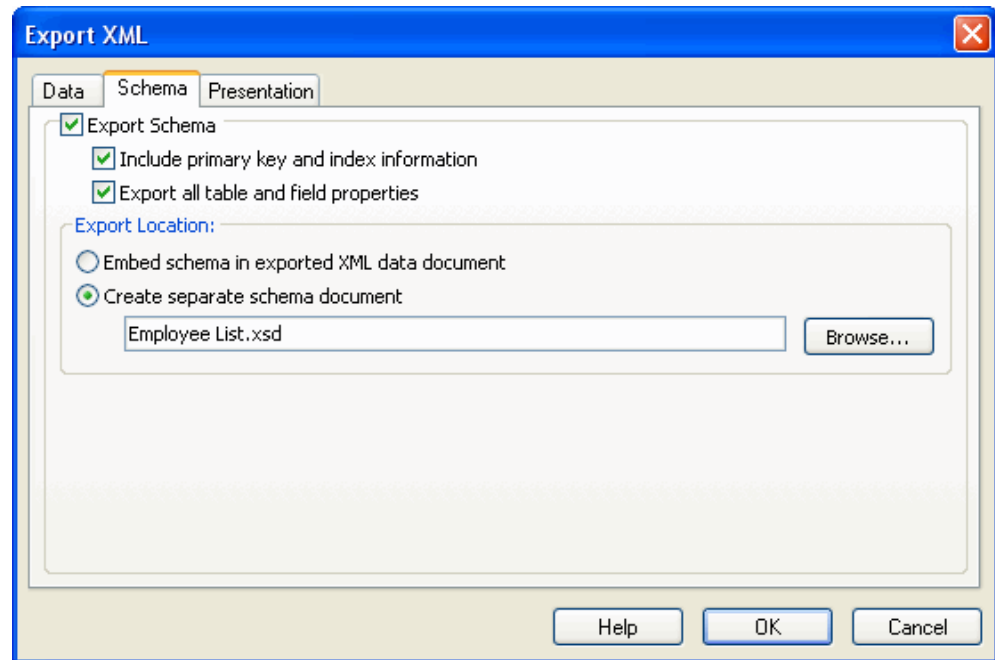 Export XML
Data Schema Presentation
Export Schema
Include primary key and index information
Export all table and field properties
Export Location:
Embed schema in exported XML data document
Create separate schema document
Employee List.xsd Browse...
Help OK Cancel